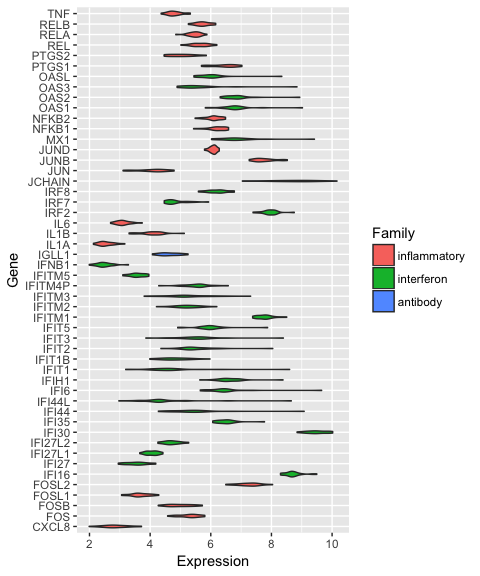 TNF
RELB
RELA
REL
PTGS2
PTGS1
OASL
OAS3
OAS2
OAS1
NFKB2
NFKB1
MX1
JUND
JUNB
JUN
JCHAIN
IRF8
IRF7
IRF2
IL6
IL1B
IL1A
IGLL1
IFNB1
IFITM5
IFITM4P
IFITM3
IFITM2
IFITM1
IFIT5
IFIT3
IFIT2
IFIT1B
IFIT1
IFIH1
IFI6
IFI44L
IFI44
IFI35
IFI30
IFI27L2
IFI27L1
IFI27
IFI16
FOSL2
FOSL1
FOSB
FOS
CXCL8
Gene
2 4 6 8 10
Expression
Family
inflammatory
interferon
antibody